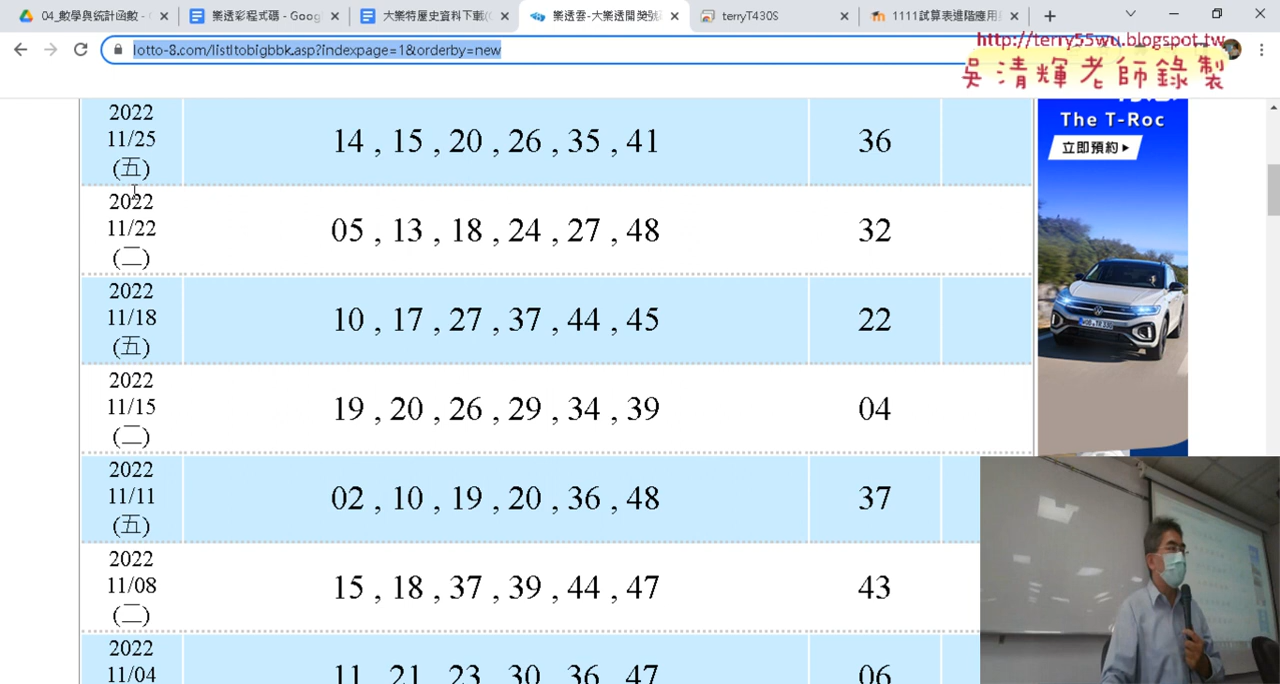 04_數學與統計函數 - G
樂透彩程式碼 - Goog
大樂特歷史資料下載(
樂透雲-大樂透開獎號
terryT430S
1111試算表進階應用
lotto-8.com/listltobigbbk.asp?indexpage=1&orderby=new
http://terry55wu.blogspot.tw
吳清輝老師錄製
2022
11/25
(五)
14 , 15 , 20 , 26 , 35 , 41
36
2022
11/22
(二)
05 , 13 , 18 , 24 , 27 , 48
32
2022
11/18
(五)
10 , 17 , 27 , 37 , 44 , 45
22
2022
11/15
(二)
19 , 20 , 26 , 29 , 34 , 39
04
2022
11/11
(五)
02 , 10 , 19 , 20 , 36 , 48
37
2022
11/08
(二)
15 , 18 , 37 , 39 , 44 , 47
43
2022
11/04
11 , 21 , 23 , 30 , 36 , 47
06
The T-Roc
立即預約